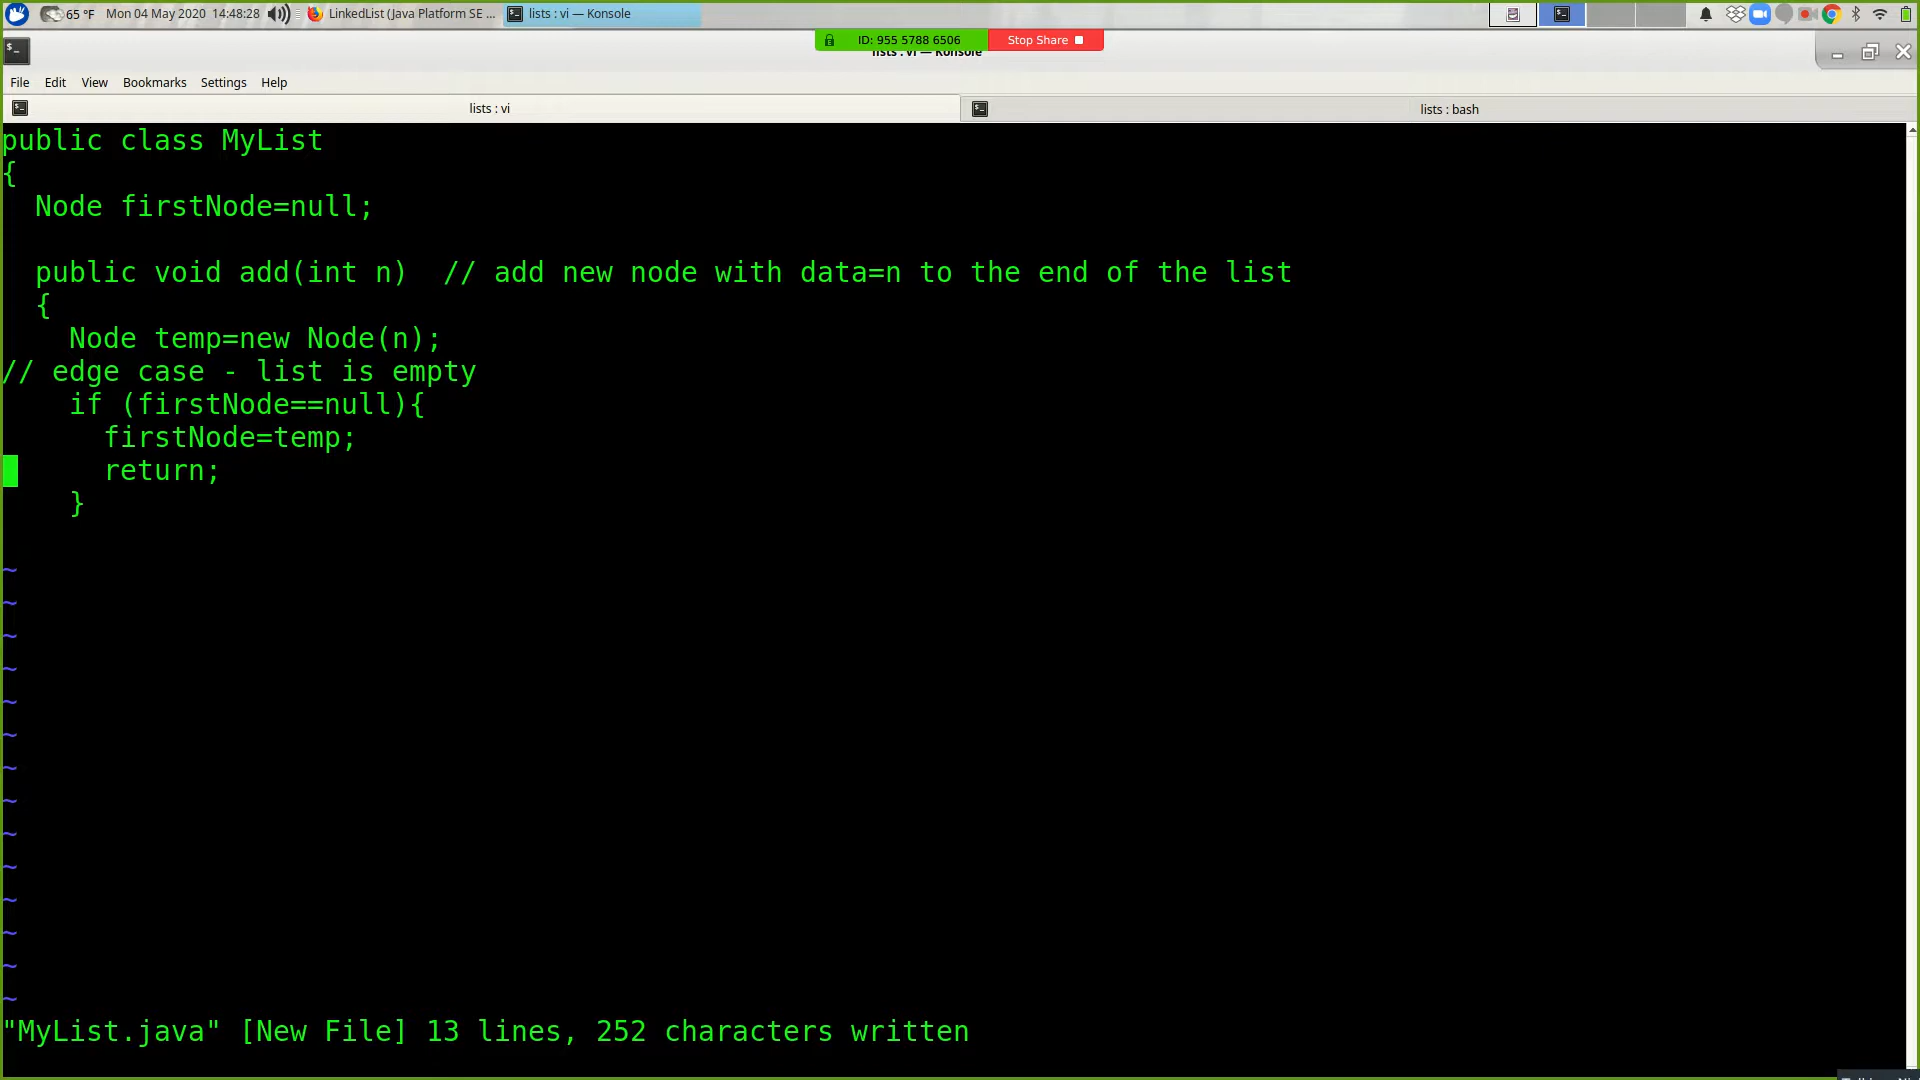 65 °F Mon 04 May 2020 14:48:28 LinkedList (Java Platform SE ... lists : vi — Konsole
ID: 955 5788 6506 Stop Share
lists : vi — Konsole
File Edit View Bookmarks Settings Help
lists : vi lists : bash
public class MyList
{
  Node firstNode=null;
  public void add(int n)  // add new node with data=n to the end of the list
  {
    Node temp=new Node(n);
// edge case - list is empty
    if (firstNode==null){
      firstNode=temp;
      return;
    }
~
~
~
~
~
~
~
~
~
~
~
~
~
~
"MyList.java" [New File] 13 lines, 252 characters written